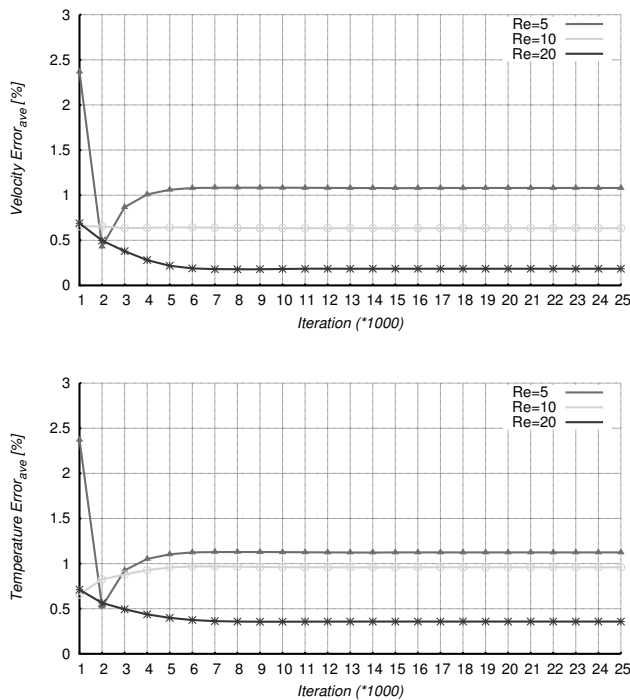 3
2.5
2
1.5
1
0.5
0
Velocity Error_ave [%]
Re=5
Re=10
Re=20
1 2 3 4 5 6 7 8 9 10 11 12 13 14 15 16 17 18 19 20 21 22 23 24 25
Iteration (*1000)
3
2.5
2
1.5
1
0.5
0
Temperature Error_ave [%]
Re=5
Re=10
Re=20
1 2 3 4 5 6 7 8 9 10 11 12 13 14 15 16 17 18 19 20 21 22 23 24 25
Iteration (*1000)